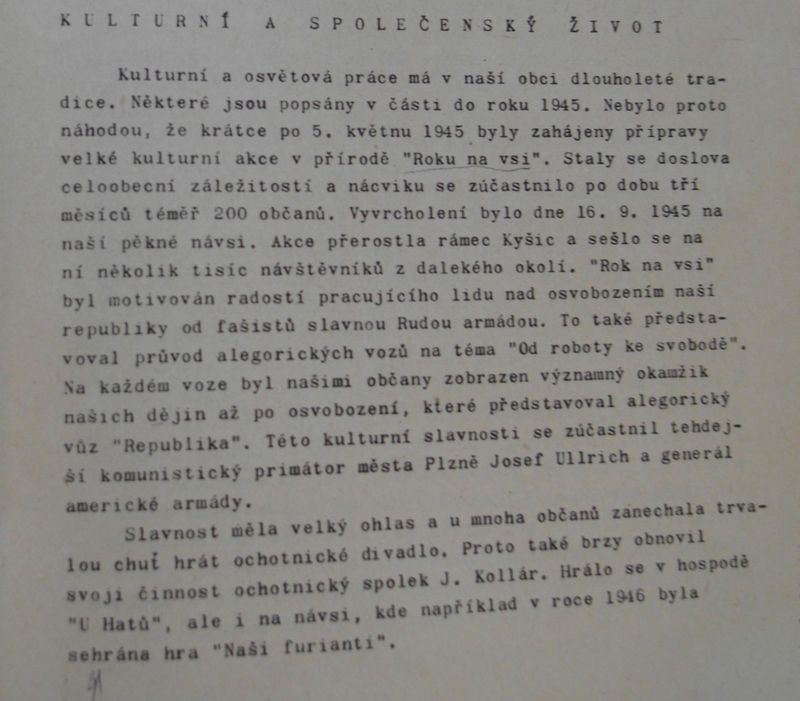 KULTURNÍ A SPOLEČENSKÝ ŽIVOT
Kulturní a osvětová práce má v naší obci dlouholeté tra-
dice. Některé jsou popsány v části do roku 1945. Nebylo proto
náhodou, že krátce po 5. květnu 1945 byly zahájeny přípravy
velké kulturní akce v přírodě "Roku na vsi". Staly se doslova
celoobecní záležitostí a nácviku se zúčastnilo po dobu tří
měsíců téměř 200 občanů. Vyvrcholení bylo dne 16. 9. 1945 na
naší pěkné návsi. Akce přerostla rámec Kyšic a sešlo se na
ní několik tisíc návštěvníků z dalekého okolí. "Rok na vsi"
byl motivován radostí pracujícího lidu nad osvobozením naší
republiky od fašistů slavnou Rudou armádou. To také předsta-
voval průvod alegorických vozů na téma "Od roboty ke svobodě".
Na každém voze byl našimi občany zobrazen významný okamžik
našich dějin až po osvobození, které představoval alegorický
vůz "Republika". Této kulturní slavnosti se zúčastnil tehdej-
ší komunistický primátor města Plzně Josef Ullrich a generál
americké armády.
Slavnost měla velký ohlas a u mnoha občanů zanechala trva-
lou chuť hrát ochotnické divadlo. Proto také brzy obnovil
svoji činnost ochotnický spolek J. Kollár. Hrálo se v hospodě
"U Hatů", ale i na návsi, kde například v roce 1946 byla
sehrána hra "Naši furianti".